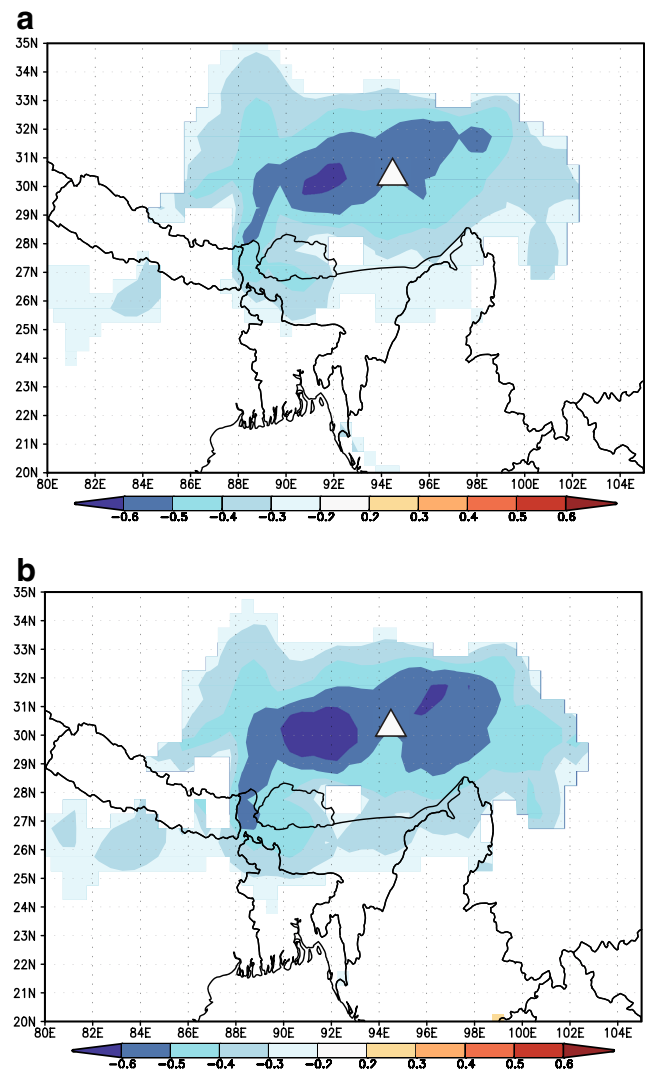 a
35N
34N
33N
32N
31N
30N
29N
28N
27N
26N
25N
24N
23N
22N
21N
20N
80E 82E 84E 86E 88E 90E 92E 94E 96E 98E 100E 102E 104E
−0.6 −0.5 −0.4 −0.3 −0.2 0.2 0.3 0.4 0.5 0.6
b
35N
34N
33N
32N
31N
30N
29N
28N
27N
26N
25N
24N
23N
22N
21N
20N
80E 82E 84E 86E 88E 90E 92E 94E 96E 98E 100E 102E 104E
−0.6 −0.5 −0.4 −0.3 −0.2 0.2 0.3 0.4 0.5 0.6